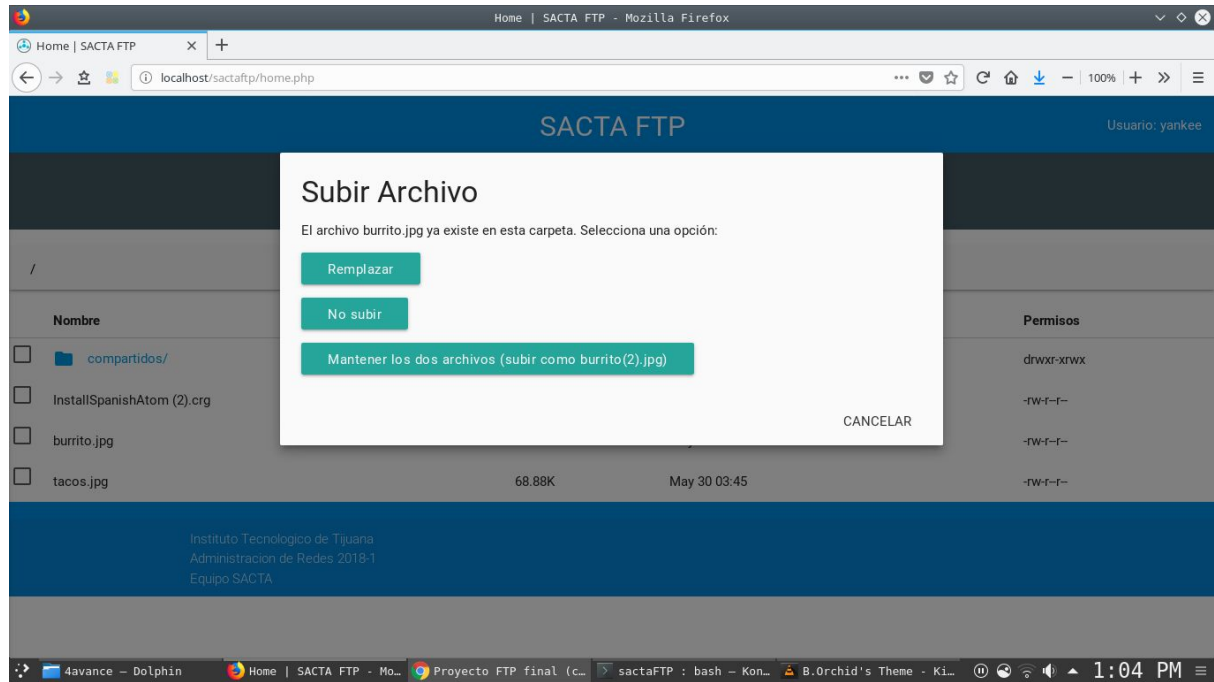 Home | SACTA FTP - Mozilla Firefox
Home | SACTA FTP
localhost/sactaftp/home.php
100%
SACTA FTP
Usuario: yankee
Subir Archivo
El archivo burrito.jpg ya existe en esta carpeta. Selecciona una opción:
Remplazar
No subir
Mantener los dos archivos (subir como burrito(2).jpg)
CANCELAR
/
Nombre
Permisos
compartidos/
drwxr-xrwx
InstallSpanishAtom (2).crg
-rw-r--r--
burrito.jpg
-rw-r--r--
tacos.jpg 68.88K May 30 03:45 -rw-r--r--
Instituto Tecnologico de Tijuana
Administracion de Redes 2018-1
Equipo SACTA
4avance – Dolphin
Home | SACTA FTP - Mo…
Proyecto FTP final (c…
sactaFTP : bash – Kon…
B.Orchid's Theme - Ki…
1:04 PM